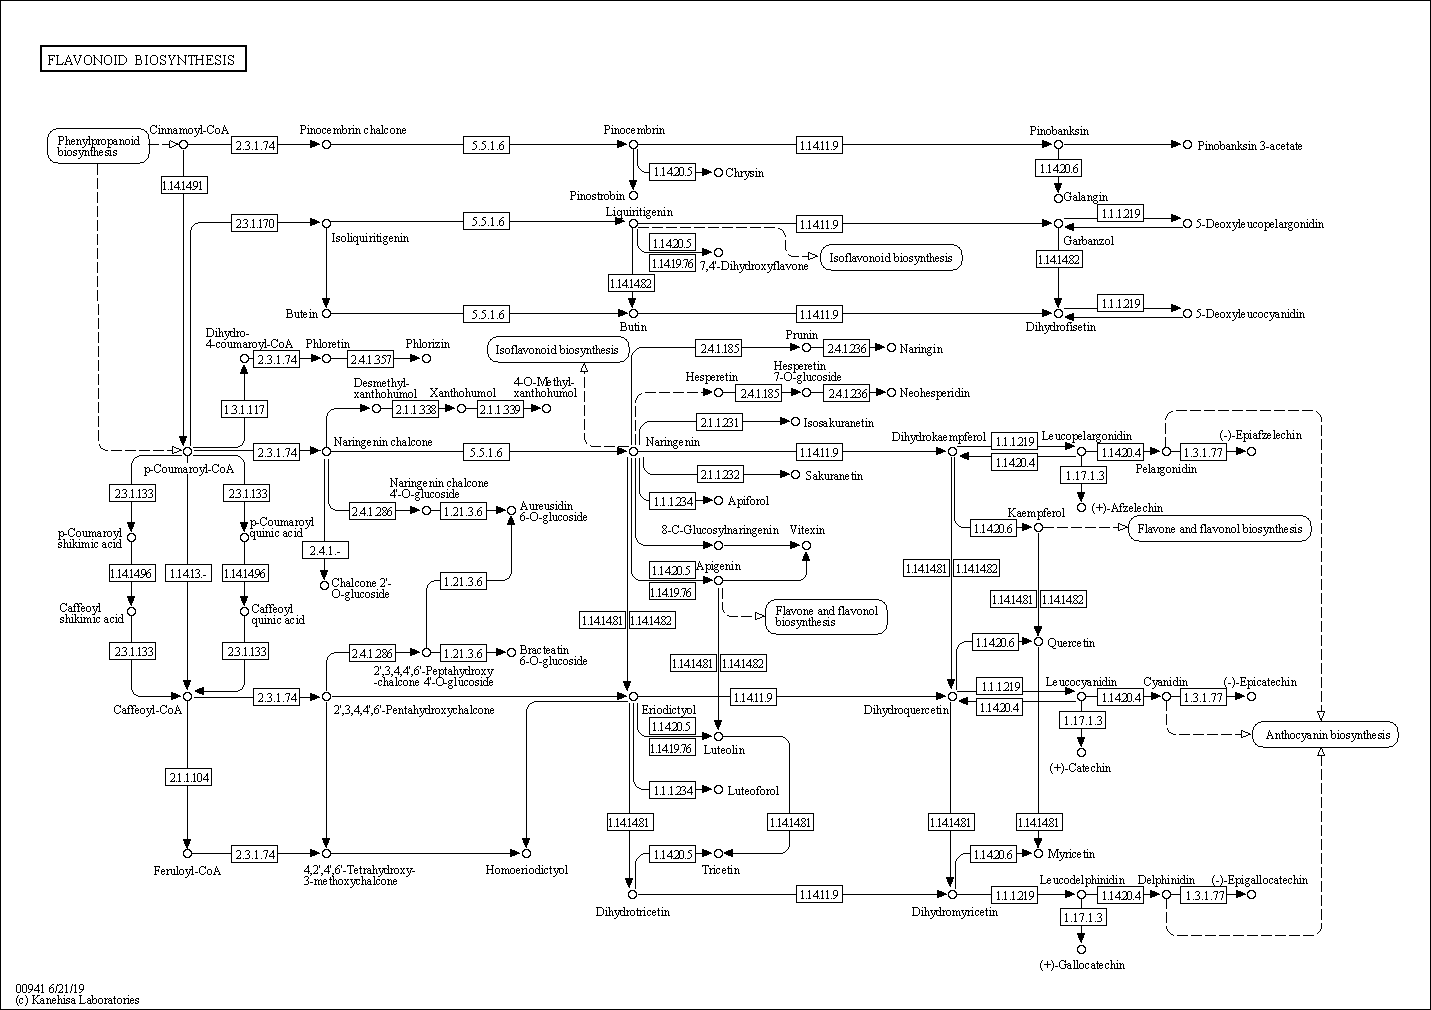 FLAVONOID BIOSYNTHESIS
Phenylpropanoid
biosynthesis
Cinnamoyl-CoA
2.3.1.74
Pinocembrin chalcone
5.5.1.6
Pinocembrin
1.14.11.9
Pinobanksin
Pinobanksin 3-acetate
1.14.20.5
Chrysin
1.14.20.6
1.14.14.91
Pinostrobin
Galangin
2.3.1.170
Isoliquiritigenin
5.5.1.6
Liquiritigenin
1.14.11.9
Garbanzol
1.1.1.219
5-Deoxyleucopelargonidin
1.14.20.5
1.14.19.76
7,4'-Dihydroxyflavone
Isoflavonoid biosynthesis
1.14.14.82
1.14.14.82
Butein
5.5.1.6
Butin
1.14.11.9
Dihydrofisetin
1.1.1.219
5-Deoxyleucocyanidin
Dihydro-
4-coumaroyl-CoA
2.3.1.74
Phloretin
2.4.1.357
Phlorizin
Isoflavonoid biosynthesis
2.4.1.185
Prunin
2.4.1.236
Naringin
Hesperetin
2.4.1.185
Hesperetin
7-O-glucoside
2.4.1.236
Neohesperidin
1.3.1.117
Desmethyl-
xanthohumol
2.1.1.338
Xanthohumol
2.1.1.339
4-O-Methyl-
xanthohumol
2.1.1.231
Isosakuranetin
p-Coumaroyl-CoA
2.3.1.74
Naringenin chalcone
5.5.1.6
Naringenin
1.14.11.9
Dihydrokaempferol
1.1.1.219
1.14.20.4
Leucopelargonidin
1.14.20.4
Pelargonidin
1.3.1.77
(-)-Epiafzelechin
2.1.1.232
Sakuranetin
1.17.1.3
(+)-Afzelechin
1.1.1.234
Apiforol
2.3.1.133
2.3.1.133
Naringenin chalcone
4'-O-glucoside
2.4.1.286
1.21.3.6
Aureusidin
6-O-glucoside
p-Coumaroyl
shikimic acid
p-Coumaroyl
quinic acid
2.4.1.-
8-C-Glucosylnaringenin
Vitexin
Kaempferol
1.14.20.6
Flavone and flavonol biosynthesis
1.14.14.96
1.14.13.-
1.14.14.96
Chalcone 2'-
O-glucoside
1.21.3.6
1.14.20.5
1.14.19.76
Apigenin
1.14.14.81
1.14.14.82
1.14.14.81
1.14.14.82
Caffeoyl
shikimic acid
Caffeoyl
quinic acid
1.14.14.81
1.14.14.82
Flavone and flavonol
biosynthesis
2.3.1.133
2.3.1.133
2.4.1.286
1.21.3.6
Bracteatin
6-O-glucoside
2',3,4,4',6'-Peptahydroxy
-chalcone 4'-O-glucoside
1.14.14.81
1.14.14.82
1.14.20.6
Quercetin
Caffeoyl-CoA
2.3.1.74
2',3,4,4',6'-Pentahydroxychalcone
Eriodictyol
1.14.11.9
Dihydroquercetin
1.1.1.219
1.14.20.4
Leucocyanidin
1.14.20.4
Cyanidin
1.3.1.77
(-)-Epicatechin
1.17.1.3
(+)-Catechin
1.14.20.5
1.14.19.76
Luteolin
Anthocyanin biosynthesis
2.1.1.104
1.1.1.234
Luteoforol
1.14.14.81
1.14.14.81
1.14.14.81
1.14.14.81
Feruloyl-CoA
2.3.1.74
4,2',4',6'-Tetrahydroxy-
3-methoxychalcone
Homoeriodictyol
1.14.20.5
Tricetin
1.14.20.6
Myricetin
Dihydrotricetin
1.14.11.9
Dihydromyricetin
1.1.1.219
Leucodelphinidin
1.14.20.4
Delphinidin
1.3.1.77
(-)-Epigallocatechin
1.17.1.3
(+)-Gallocatechin
00941 6/21/19
(c) Kanehisa Laboratories